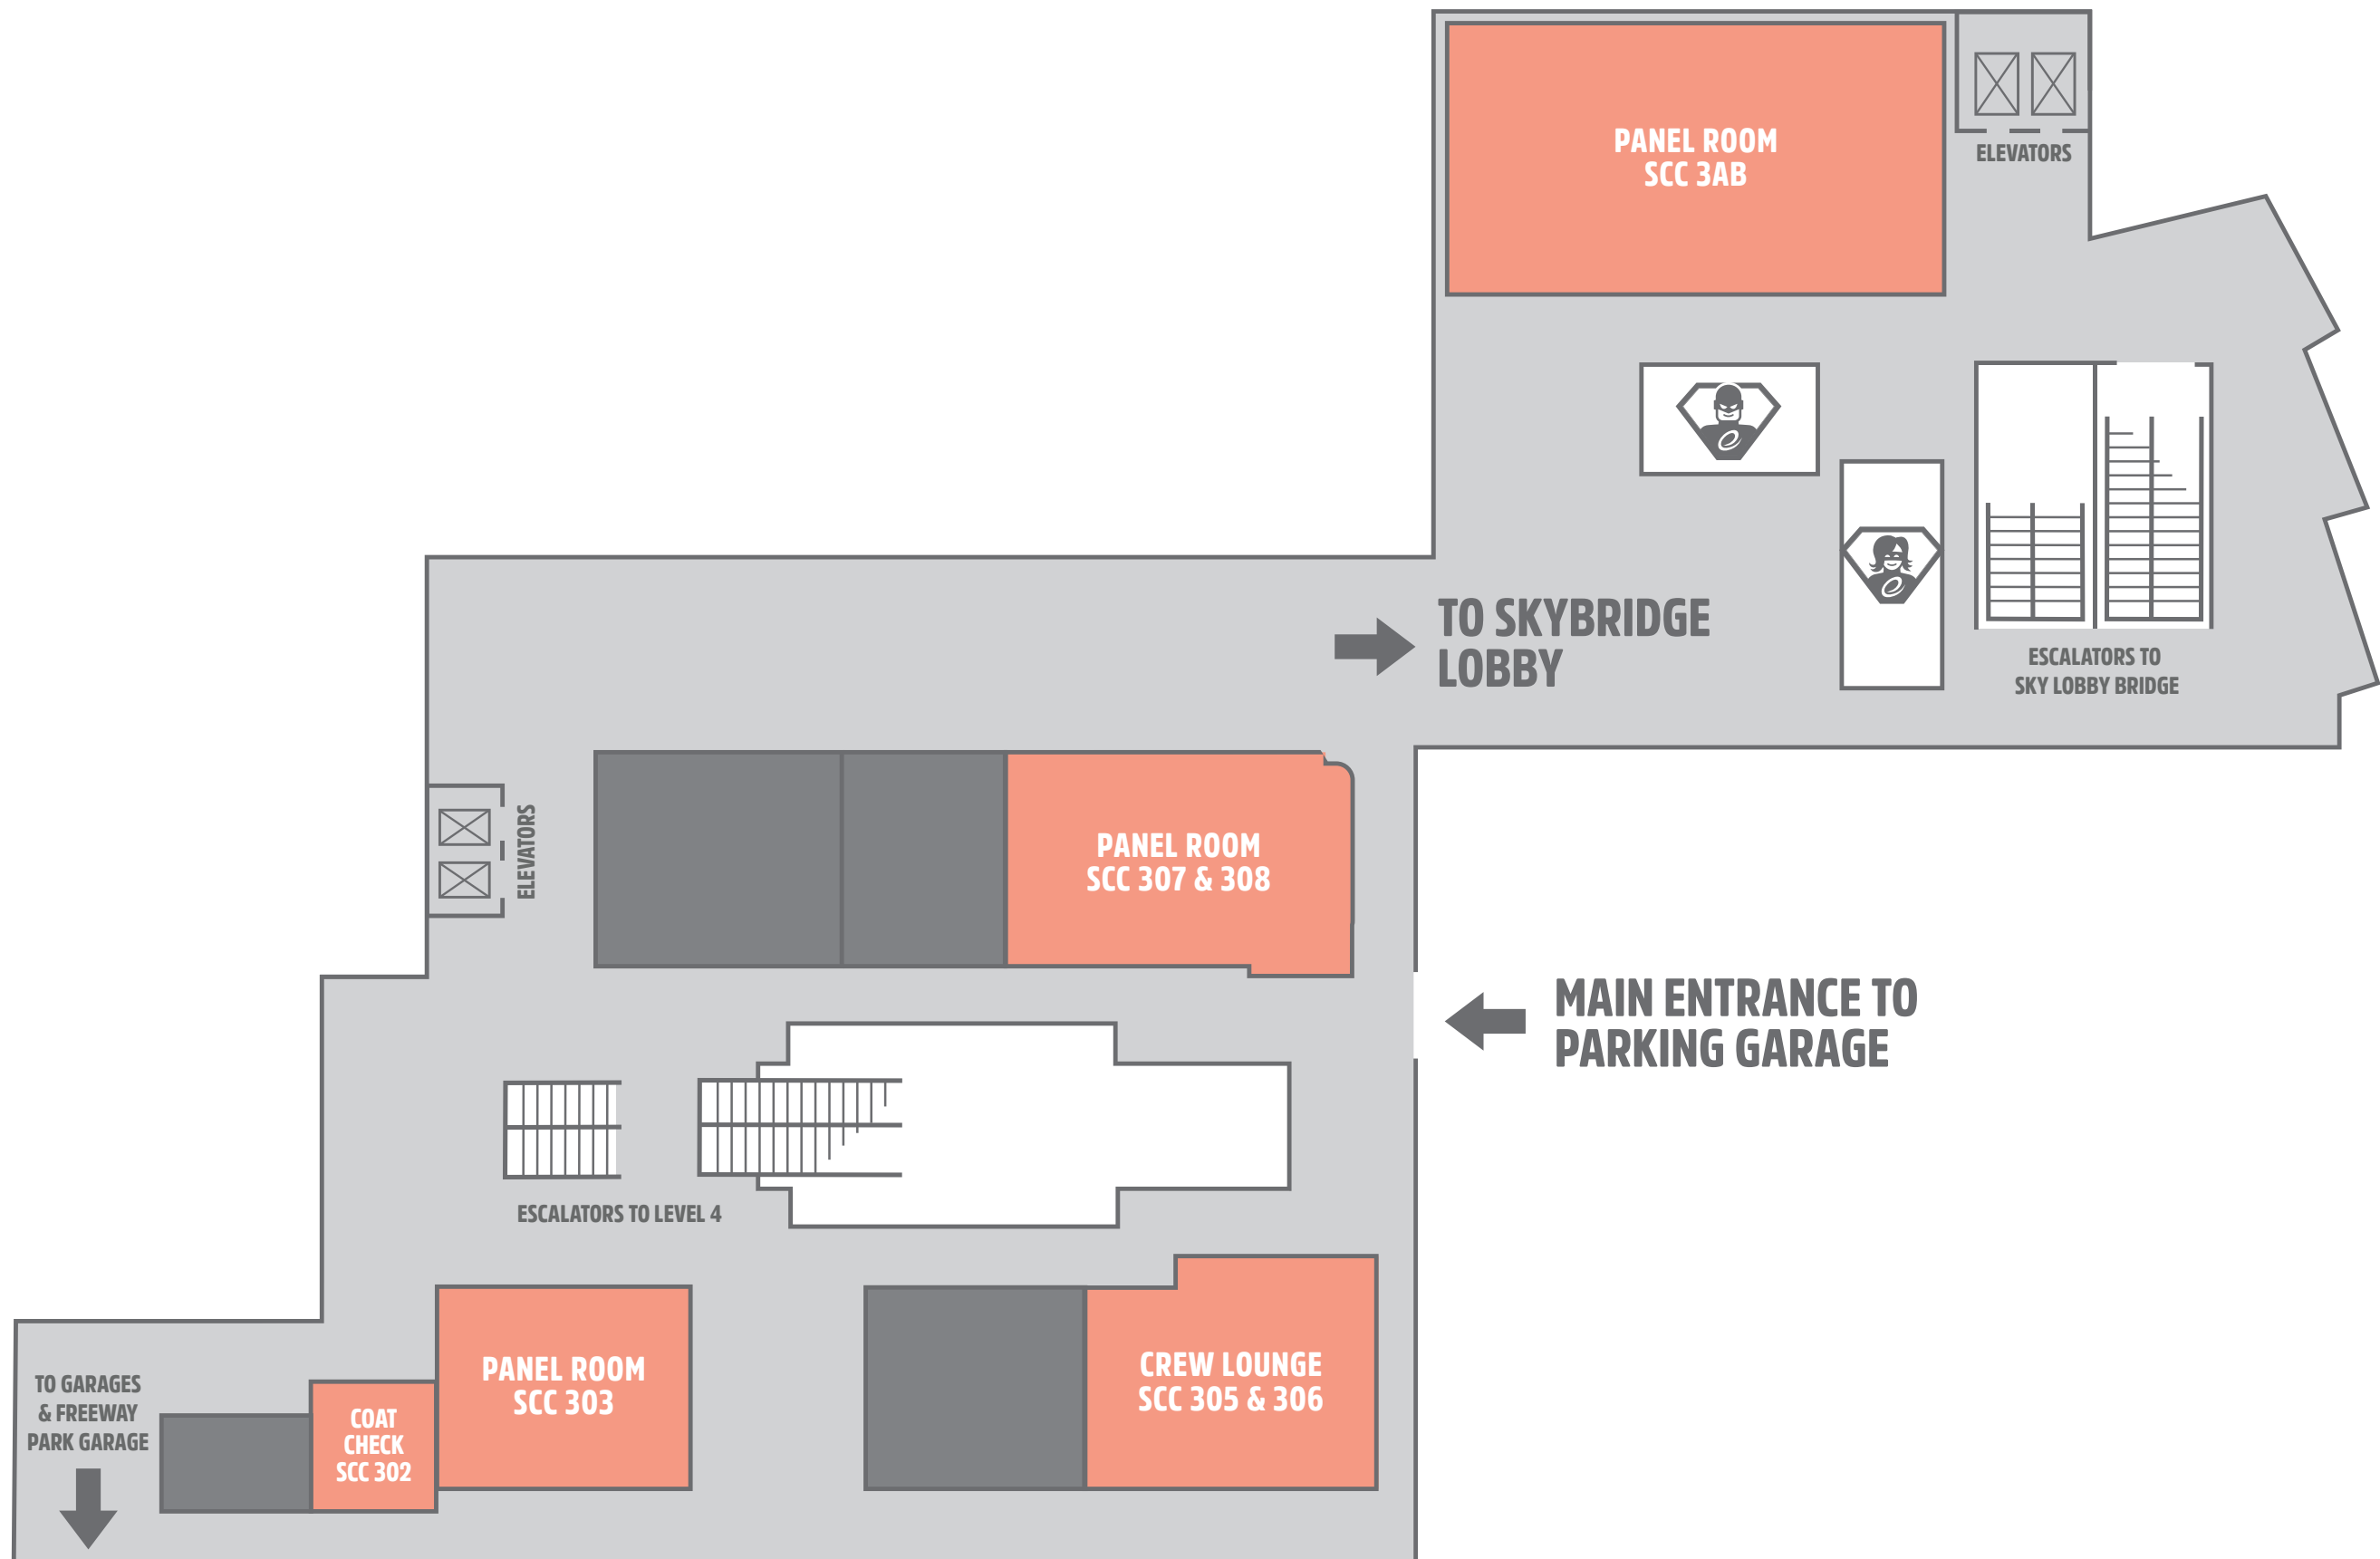 PANEL ROOM
SCC 3AB
ELEVATORS
TO SKYBRIDGE
LOBBY
ESCALATORS TO
SKY LOBBY BRIDGE
ELEVATORS
PANEL ROOM
SCC 307 & 308
MAIN ENTRANCE TO
PARKING GARAGE
ESCALATORS TO LEVEL 4
TO GARAGES
& FREEWAY
PARK GARAGE
COAT
CHECK
SCC 302
PANEL ROOM
SCC 303
CREW LOUNGE
SCC 305 & 306